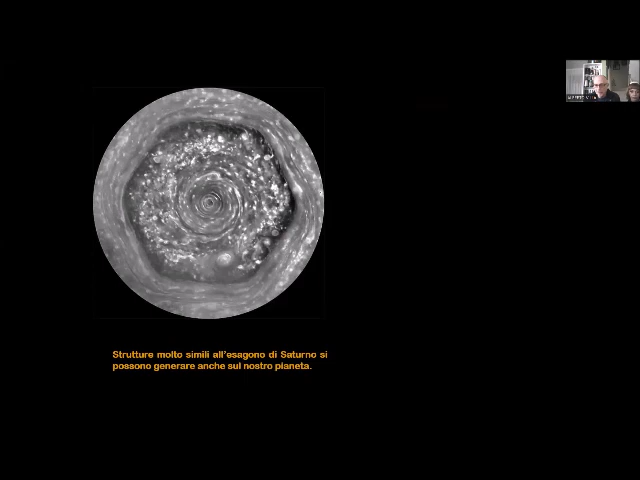 Strutture molto simili all'esagono di Saturno si
possono generare anche sul nostro pianeta.